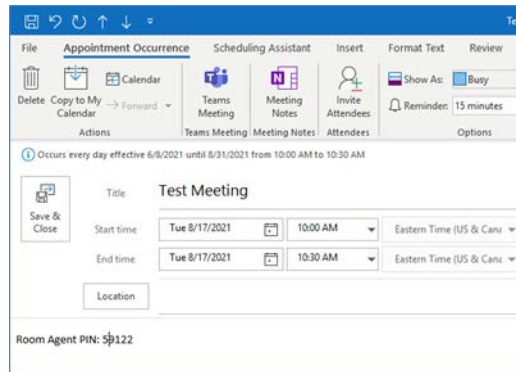 Te
File Appointment Occurrence Scheduling Assistant Insert Format Text Review
Delete Copy to My Calendar Calendar Forward Teams Meeting Meeting Notes Invite Attendees Show As: Busy
Reminder: 15 minutes
Actions Teams Meeting Meeting Notes Attendees Options
Occurs every day effective 6/8/2021 until 8/31/2021 from 10:00 AM to 10:30 AM
Save & Close
Title Test Meeting
Start time Tue 8/17/2021 10:00 AM Eastern Time (US & Cana
End time Tue 8/17/2021 10:30 AM Eastern Time (US & Cana
Location
Room Agent PIN: 59122